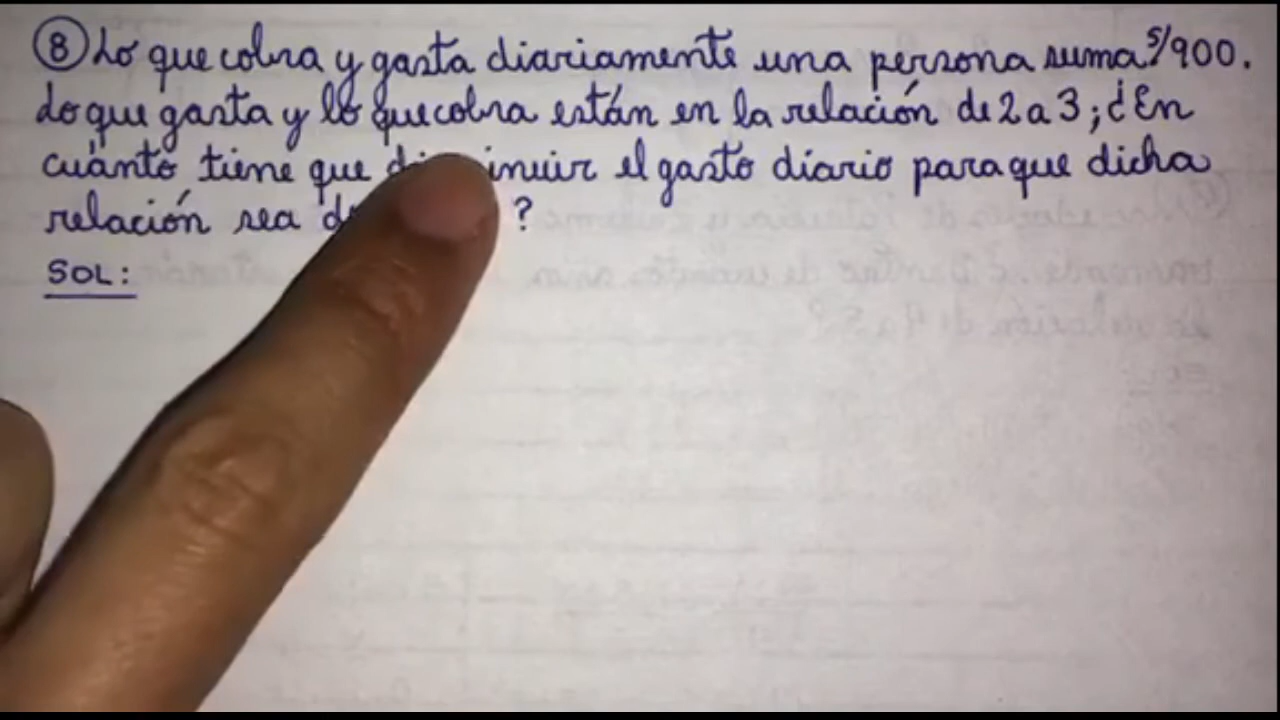 ⑧ Lo que cobra y gasta diariamente una persona suma S/900.
Lo que gasta y lo que cobra están en la relación de 2 a 3; ¿En
cuánto tiene que el gasto diario para que dicha
relación sea ?
SOL: